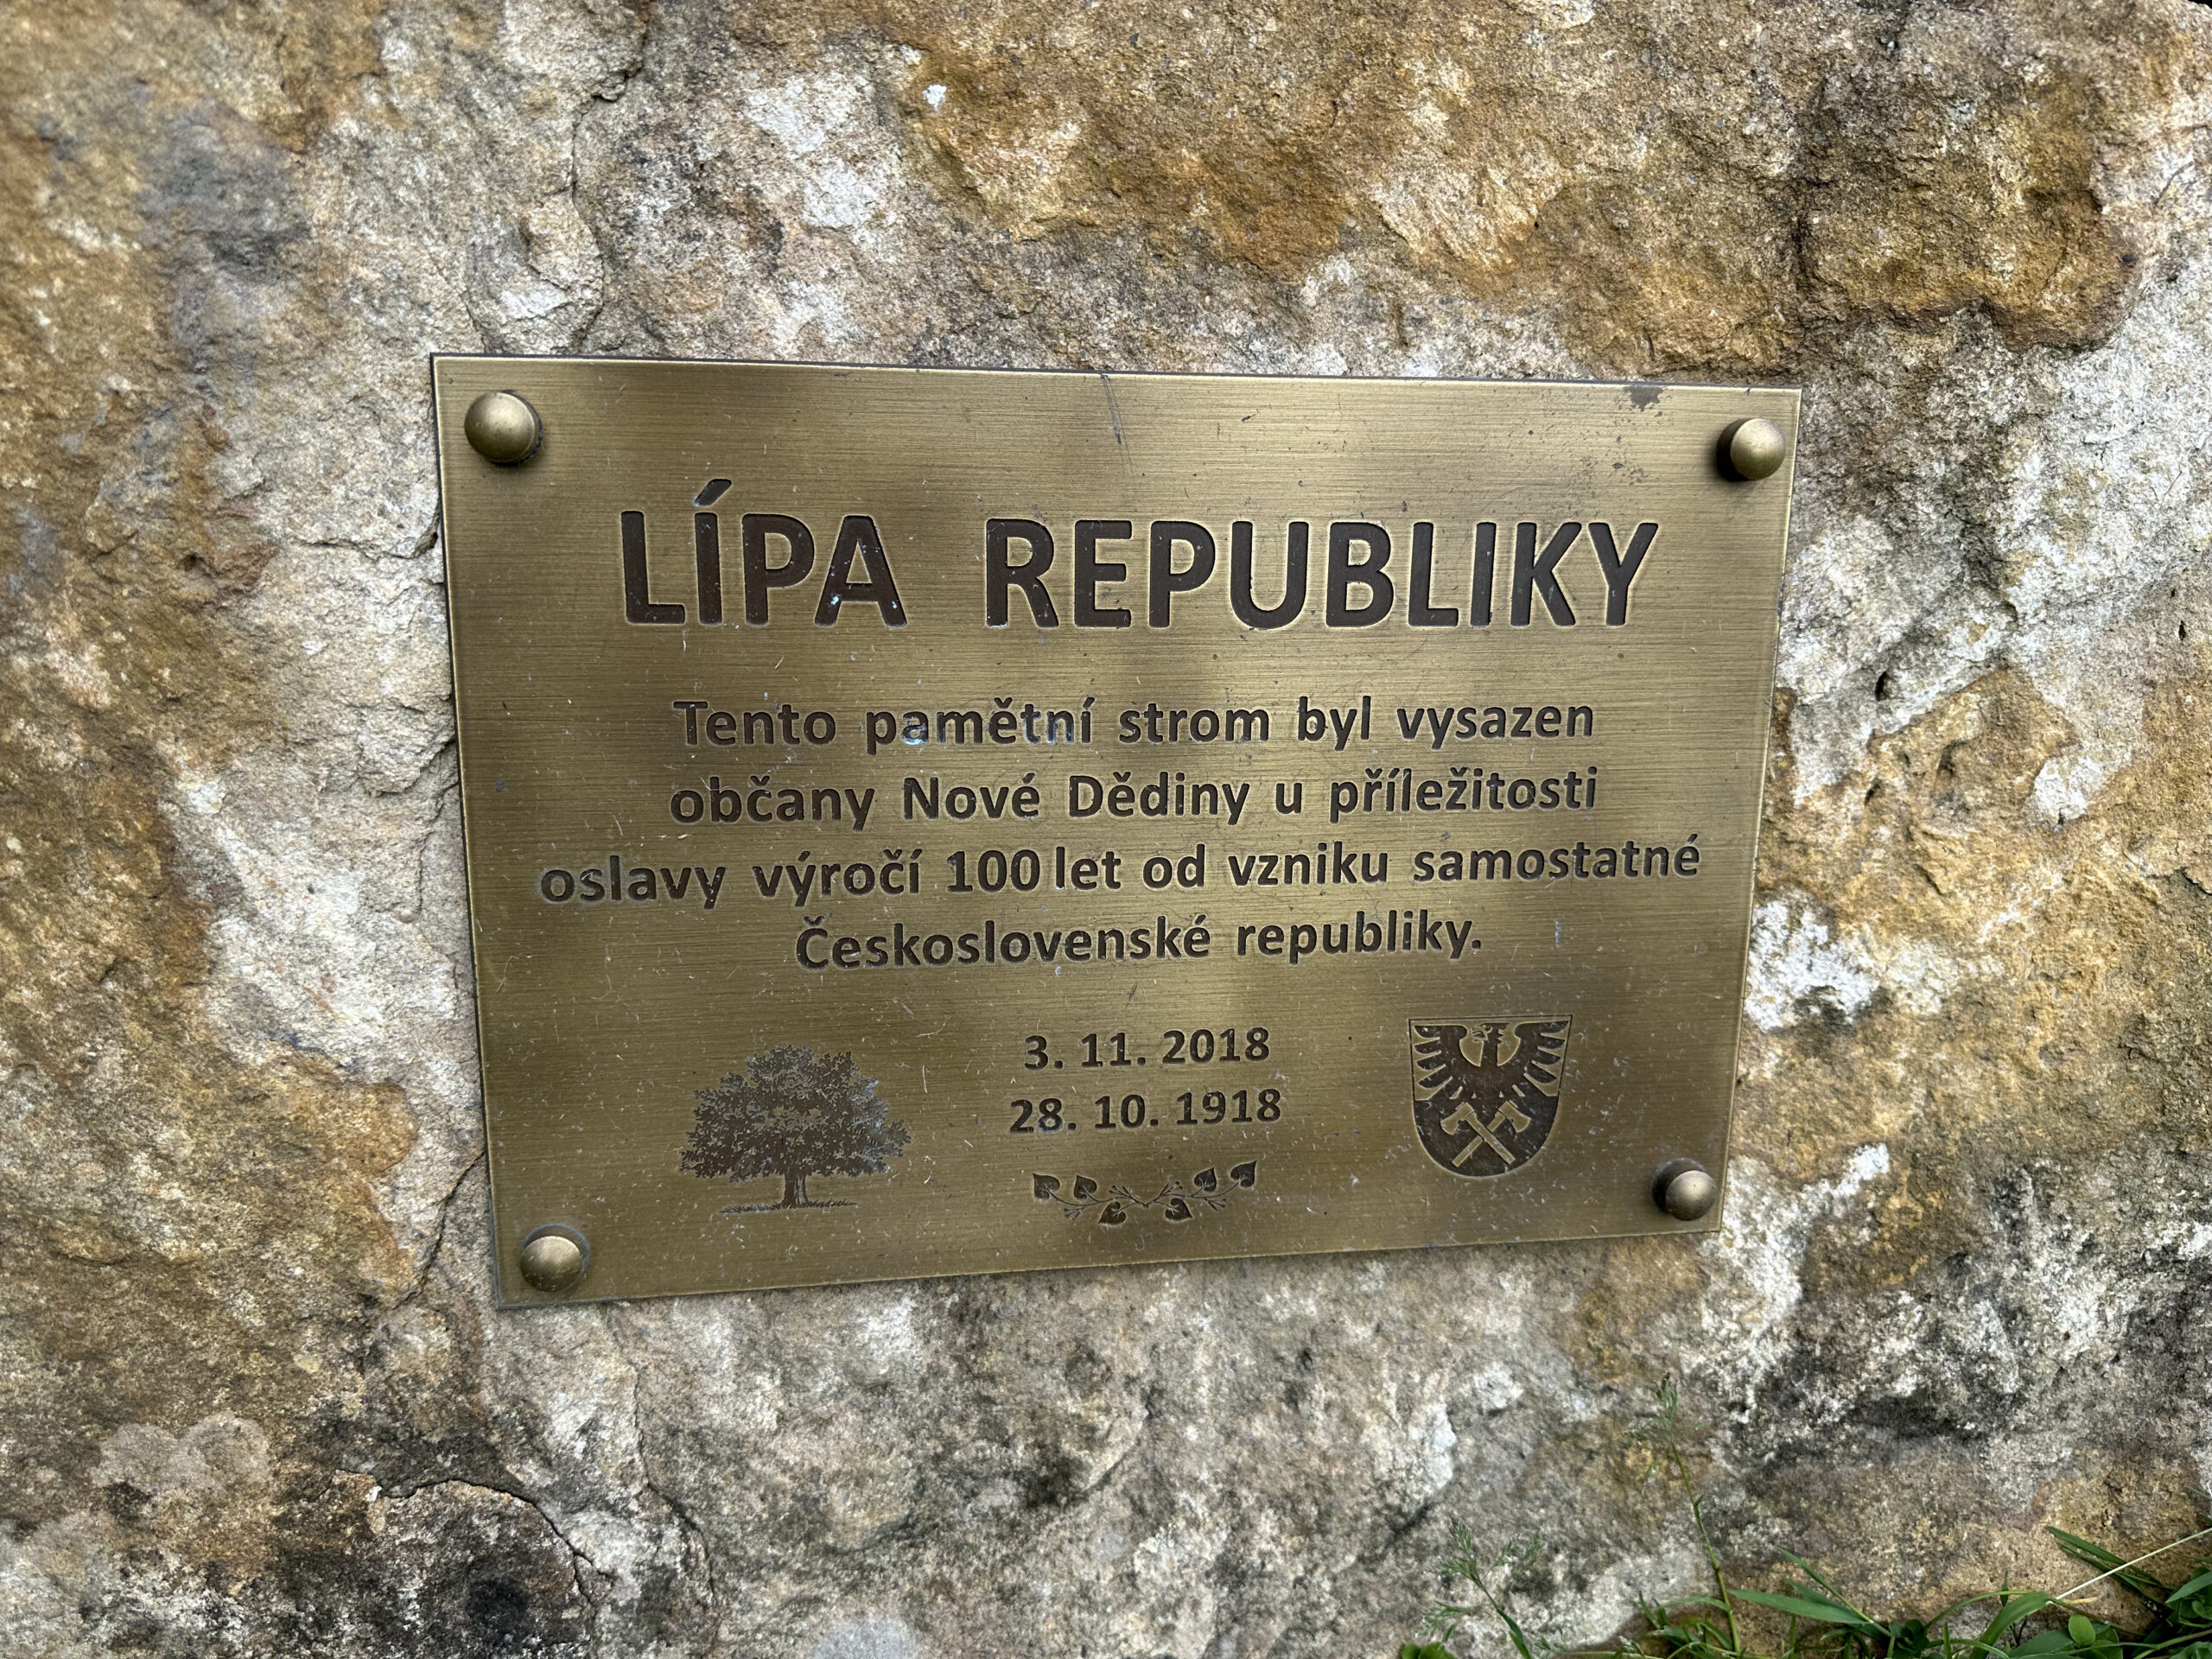 LÍPA REPUBLIKY
Tento pamětní strom byl vysazen
občany Nové Dědiny u příležitosti
oslavy výročí 100 let od vzniku samostatné
Československé republiky.
3. 11. 2018
28. 10. 1918